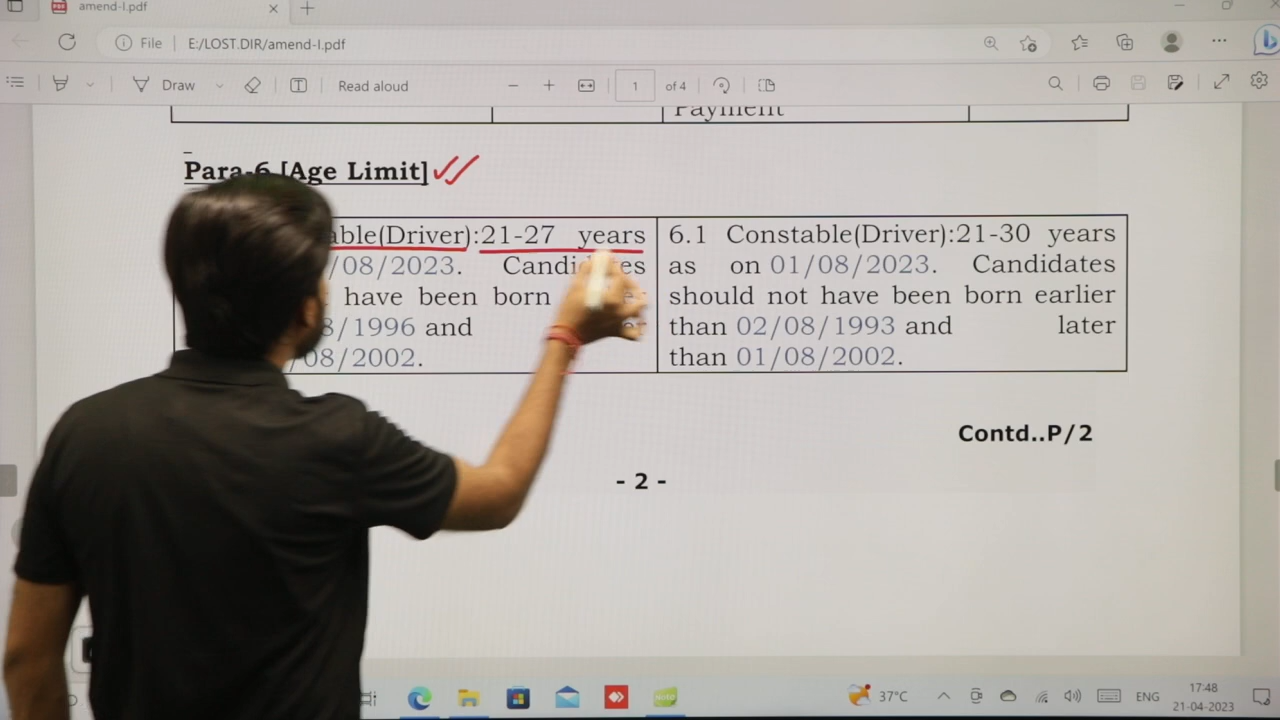 amend-I.pdf
File E:/LOST.DIR/amend-I.pdf
Draw Read aloud 1 of 4
Payment
Para-6 [Age Limit]
able(Driver):21-27 years
/08/2023. Candidates
have been born
8/1996 and
/08/2002.
6.1 Constable(Driver):21-30 years
as on 01/08/2023. Candidates
should not have been born earlier
than 02/08/1993 and later
than 01/08/2002.
Contd..P/2
- 2 -
37°C ENG 17:48
21-04-2023